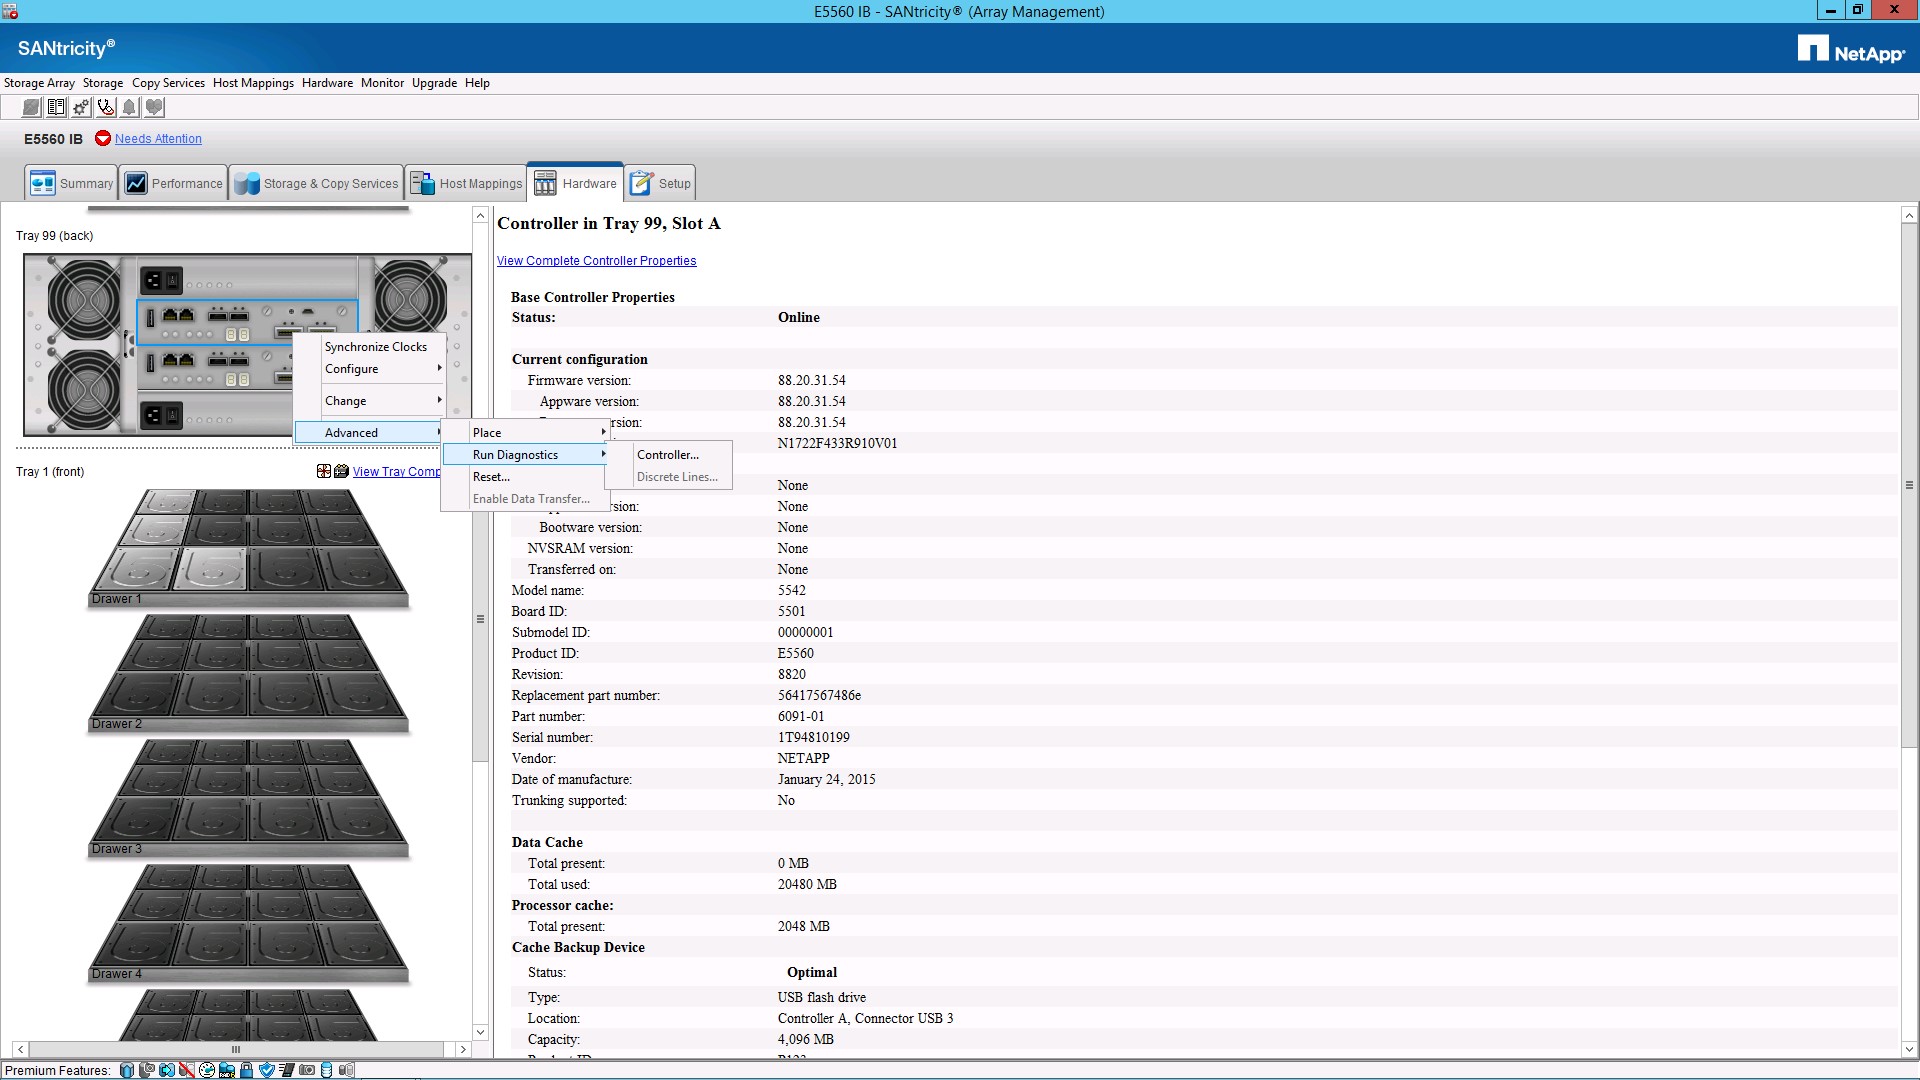 E5560 IB - SANtricity® (Array Management)
SANtricity®
NetApp®
Storage Array Storage Copy Services Host Mappings Hardware Monitor Upgrade Help
E5560 IB Needs Attention
Summary Performance Storage & Copy Services Host Mappings Hardware Setup
Tray 99 (back)
Synchronize Clocks
Configure
Change
Advanced
Place
Run Diagnostics
Reset...
Enable Data Transfer...
Controller...
Discrete Lines...
Tray 1 (front)
View Tray Comp
Drawer 1
Drawer 2
Drawer 3
Drawer 4
Controller in Tray 99, Slot A
View Complete Controller Properties
Base Controller Properties
Status: Online
Current configuration
Firmware version: 88.20.31.54
Appware version: 88.20.31.54
88.20.31.54
N1722F433R910V01
None
None
Bootware version: None
NVSRAM version: None
Transferred on: None
Model name: 5542
Board ID: 5501
Submodel ID: 00000001
Product ID: E5560
Revision: 8820
Replacement part number: 56417567486e
Part number: 6091-01
Serial number: 1T94810199
Vendor: NETAPP
Date of manufacture: January 24, 2015
Trunking supported: No
Data Cache
Total present: 0 MB
Total used: 20480 MB
Processor cache:
Total present: 2048 MB
Cache Backup Device
Status: Optimal
Type: USB flash drive
Location: Controller A, Connector USB 3
Capacity: 4,096 MB
Premium Features: